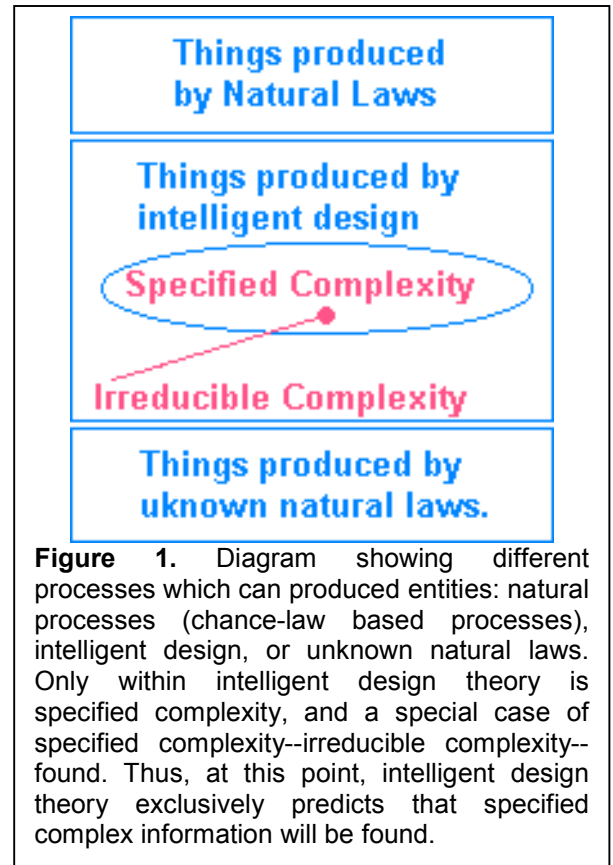 Things produced
by Natural Laws
Things produced by
intelligent design
Specified Complexity
Irreducible Complexity
Things produced by
uknown natural laws.
Figure 1. Diagram showing different
processes which can produced entities: natural
processes (chance-law based processes),
intelligent design, or unknown natural laws.
Only within intelligent design theory is
specified complexity, and a special case of
specified complexity--irreducible complexity--
found. Thus, at this point, intelligent design
theory exclusively predicts that specified
complex information will be found.